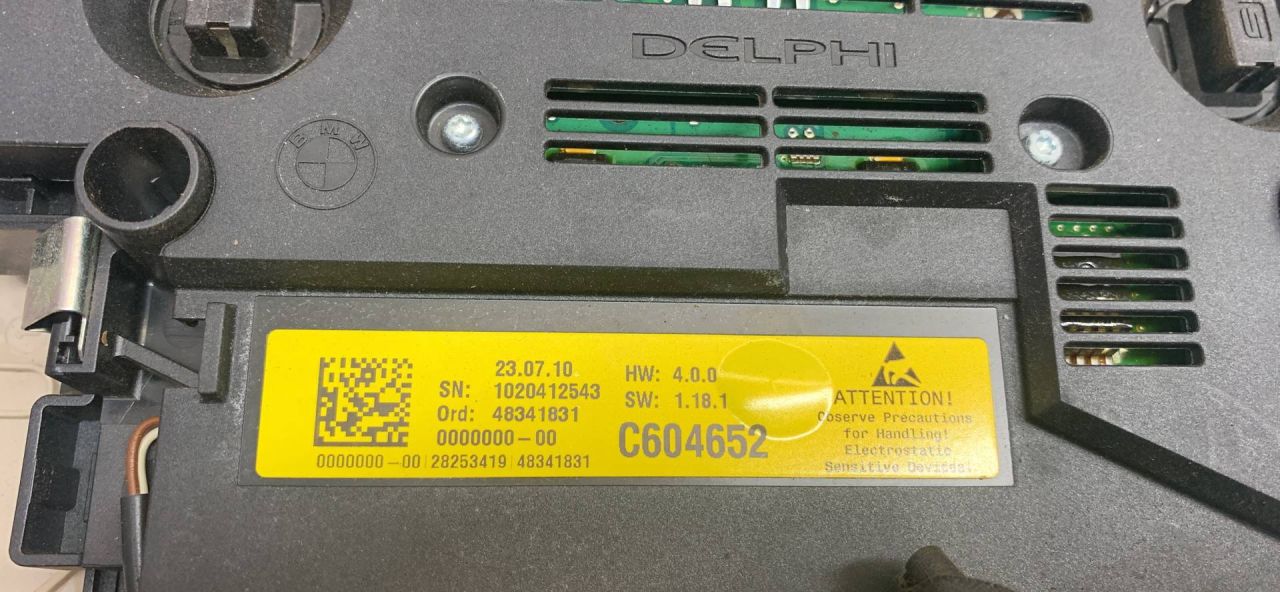 DELPHI
BMW
23.07.10
SN: 1020412543
Ord: 48341831
0000000-00
0000000-00 28253419 48341831
HW: 4.0.0
SW: 1.18.1
C604652
ATTENTION!
Observe Precautions
for Handling!
Electrostatic
Sensitive Devices!